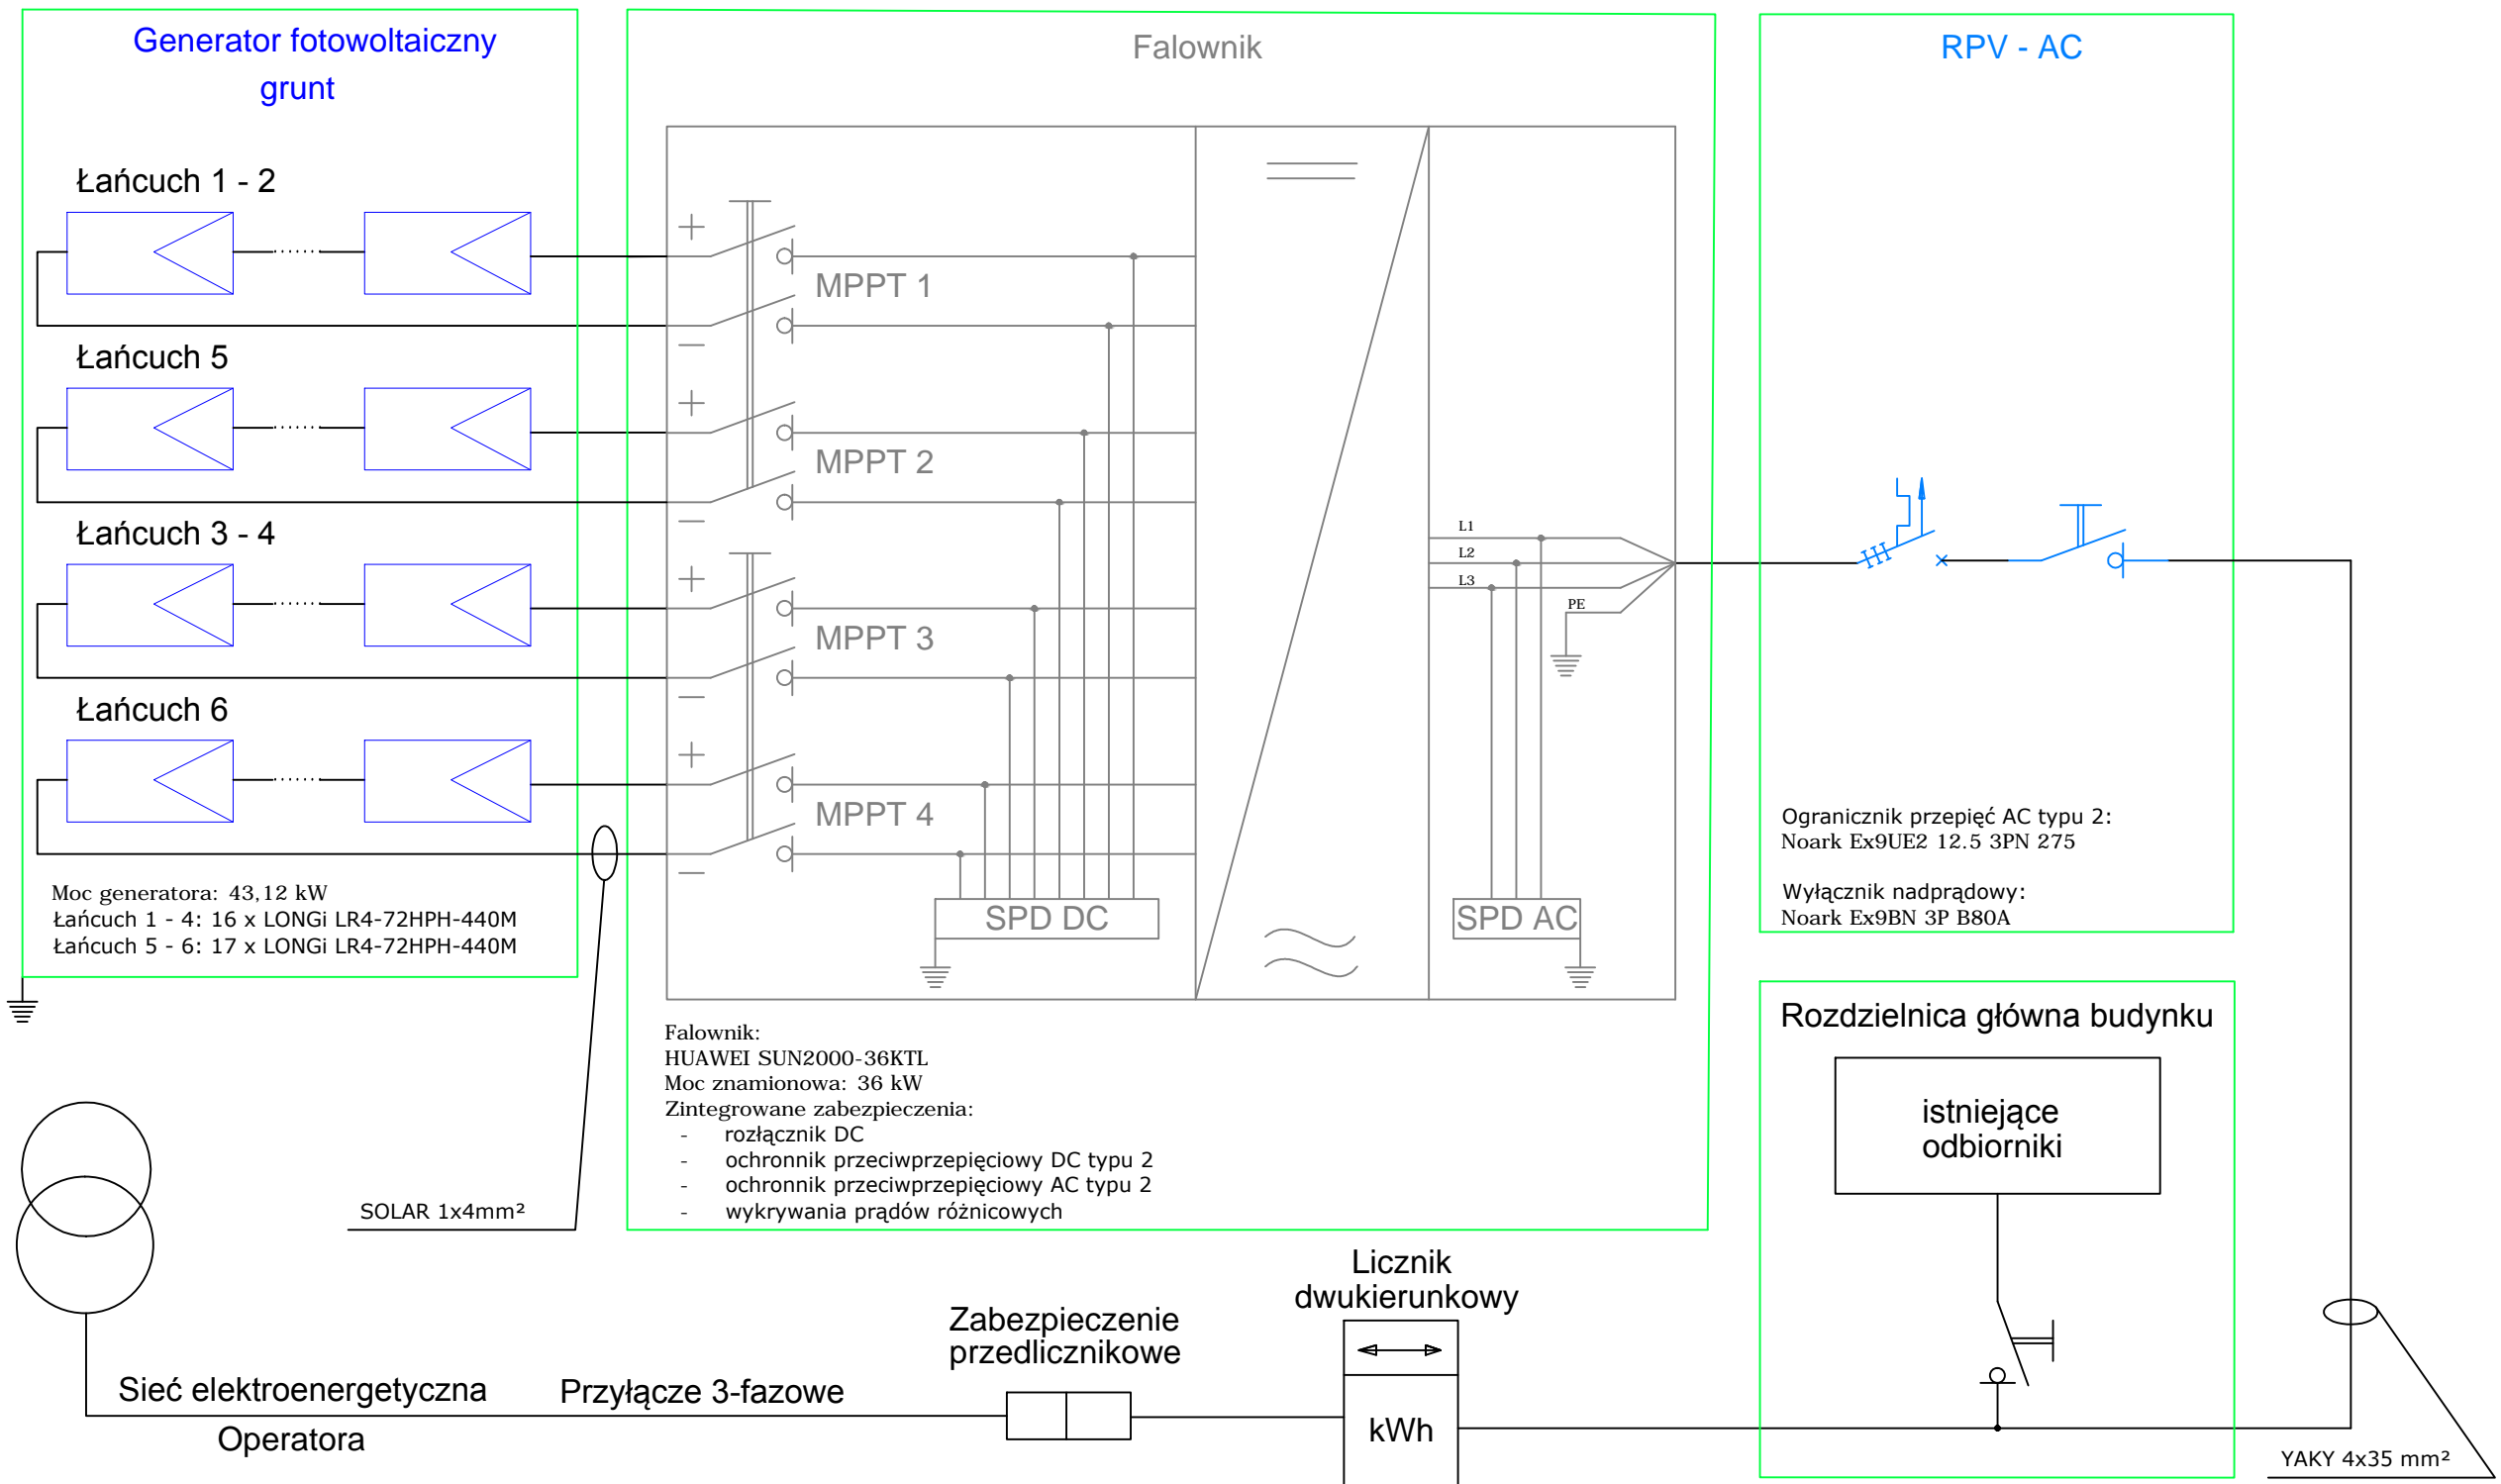 Generator fotowoltaiczny
grunt
Łańcuch 1 - 2
Łańcuch 5
Łańcuch 3 - 4
Łańcuch 6
Moc generatora: 43,12 kW
Łańcuch 1 - 4: 16 x LONGi LR4-72HPH-440M
Łańcuch 5 - 6: 17 x LONGi LR4-72HPH-440M
SOLAR 1x4mm²
Falownik
+
MPPT 1
—
+
MPPT 2
—
+
MPPT 3
—
+
MPPT 4
—
SPD DC
L1
L2
L3
PE
SPD AC
Falownik:
HUAWEI SUN2000-36KTL
Moc znamionowa: 36 kW
Zintegrowane zabezpieczenia:
- rozłącznik DC
- ochronnik przeciwprzepięciowy DC typu 2
- ochronnik przeciwprzepięciowy AC typu 2
- wykrywania prądów różnicowych
RPV - AC
Ogranicznik przepięć AC typu 2:
Noark Ex9UE2 12.5 3PN 275
Wyłącznik nadprądowy:
Noark Ex9BN 3P B80A
Rozdzielnica główna budynku
istniejące
odbiorniki
Sieć elektroenergetyczna
Operatora
Przyłącze 3-fazowe
Zabezpieczenie
przedlicznikowe
Licznik
dwukierunkowy
kWh
YAKY 4x35 mm²